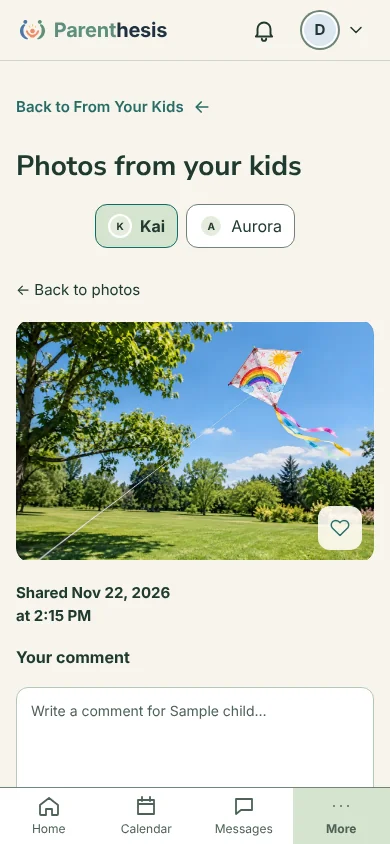 Parenthesis
D
Back to From Your Kids ←
Photos from your kids
K Kai
A Aurora
← Back to photos
Shared Nov 22, 2026
at 2:15 PM
Your comment
Write a comment for Sample child...
Home
Calendar
Messages
More